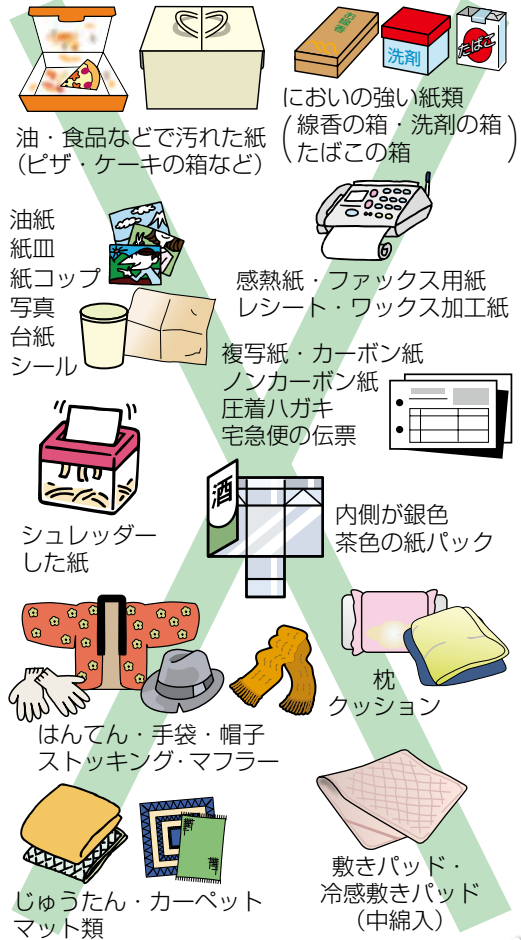 お線香
洗剤
たばこ
油・食品などで汚れた紙
(ピザ・ケーキの箱など)
においの強い紙類
(線香の箱・洗剤の箱
たばこの箱)
油紙
紙皿
紙コップ
写真
台紙
シール
感熱紙・ファックス用紙
レシート・ワックス加工紙
複写紙・カーボン紙
ノンカーボン紙
圧着ハガキ
宅急便の伝票
シュレッダー
した紙
酒
内側が銀色
茶色の紙パック
はんてん・手袋・帽子
ストッキング・マフラー
枕
クッション
じゅうたん・カーペット
マット類
敷きパッド・
冷感敷きパッド
(中綿入)